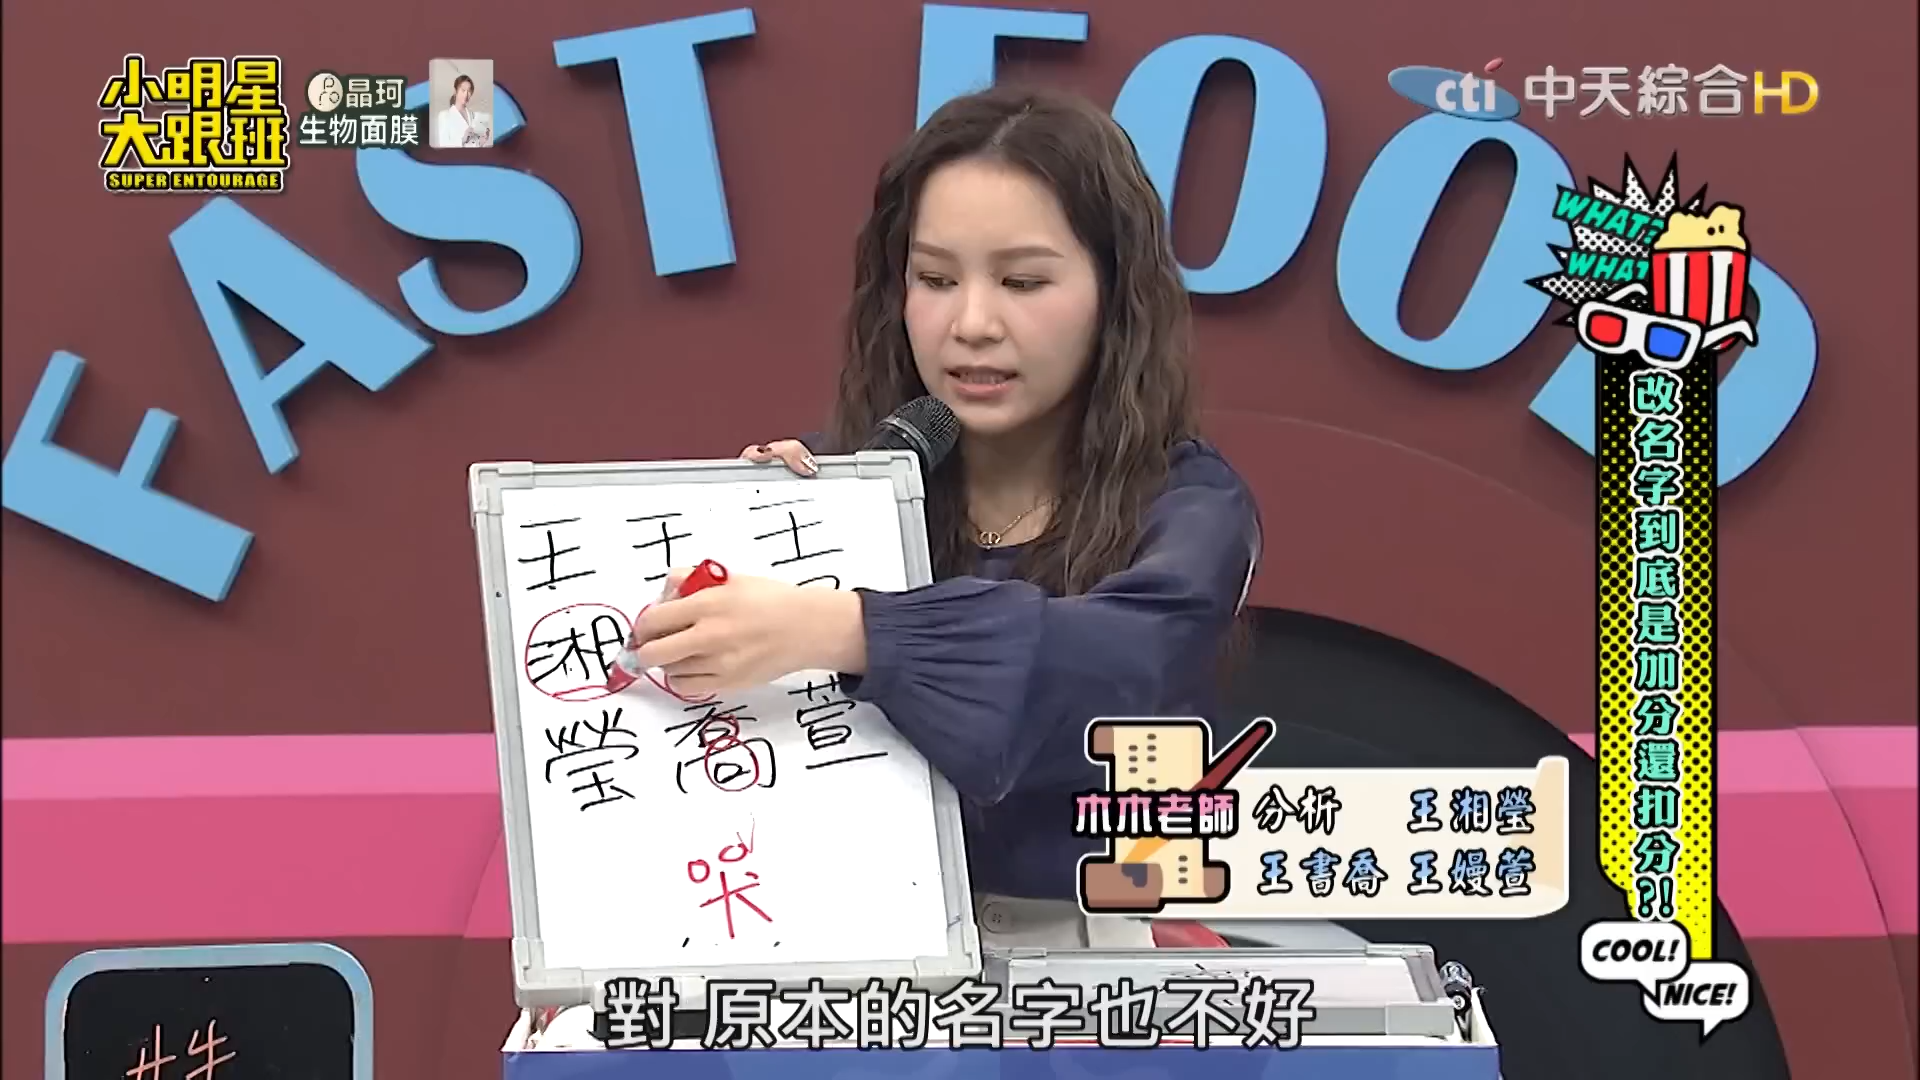 小明星
大跟班
SUPER ENTOURAGE
Pro
晶珂
生物面膜
cti 中天綜合HD
FAST FOOD
WHAT?
WHAT
改名字到底是加分還扣分?!
COOL!
NICE!
王
湘
瑩
喬
王
萱
哭
木木老師
分析 王湘瑩
王書喬 王嫚萱
對 原本的名字也不好